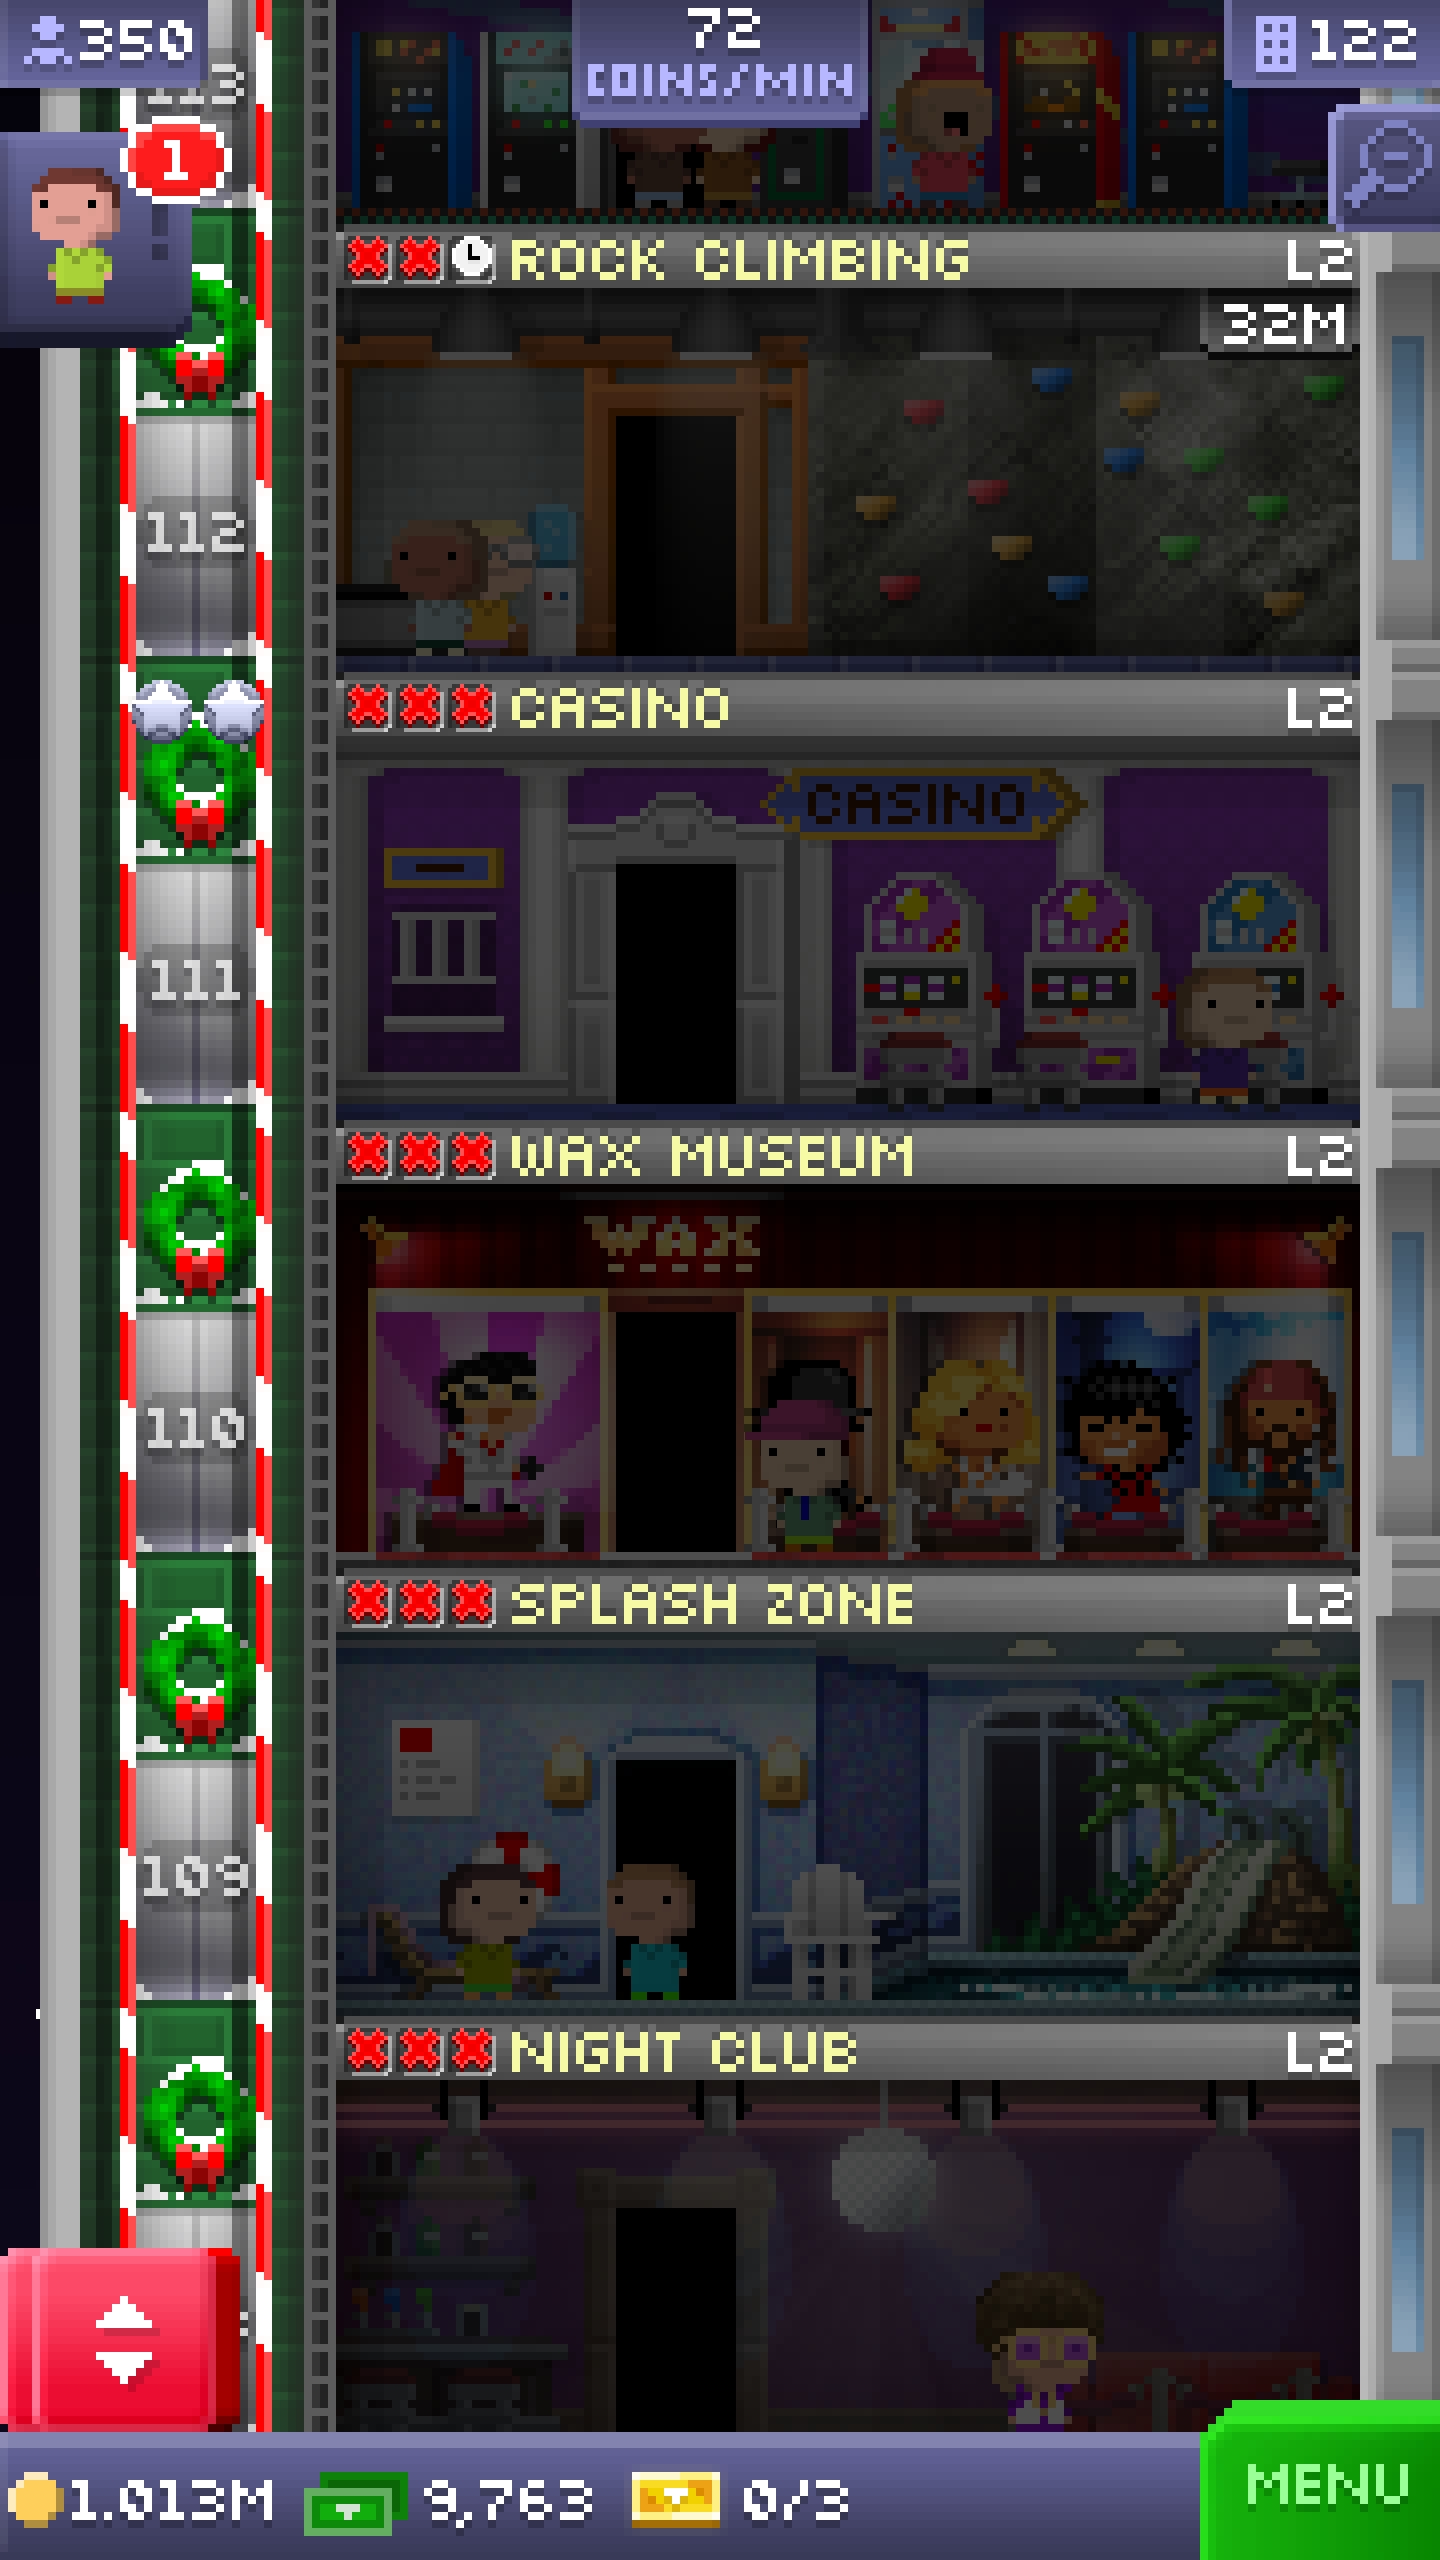 350
72
COINS/MIN
122
113
1
ROCK CLIMBING L2
32M
112
CASINO L2
CASINO
111
WAX MUSEUM L2
WAX
110
SPLASH ZONE L2
109
NIGHT CLUB L2
1.013M 9,763 0/3
MENU